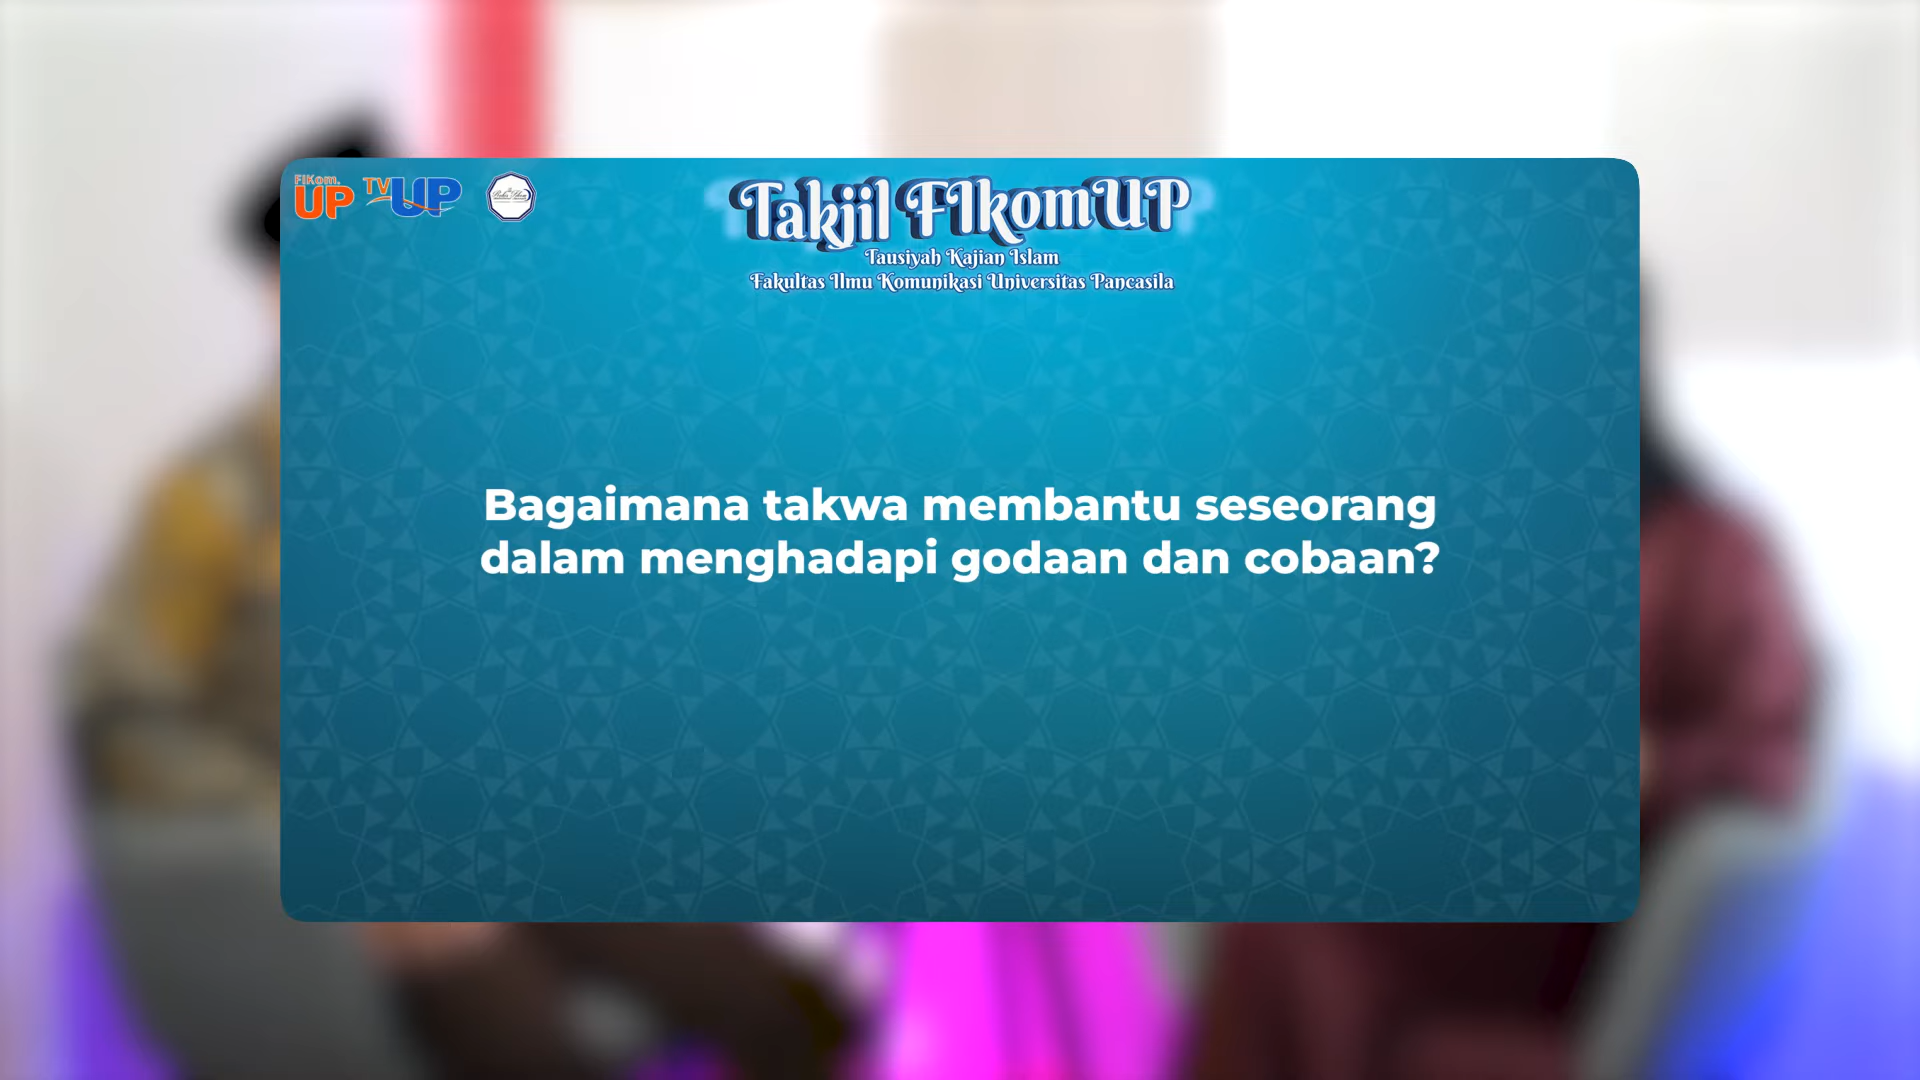 FIKom.
UP
TV UP
Takjil FIkomUP
Tausiyah Kajian Islam
Fakultas Ilmu Komunikasi Universitas Pancasila
Bagaimana takwa membantu seseorang
dalam menghadapi godaan dan cobaan?